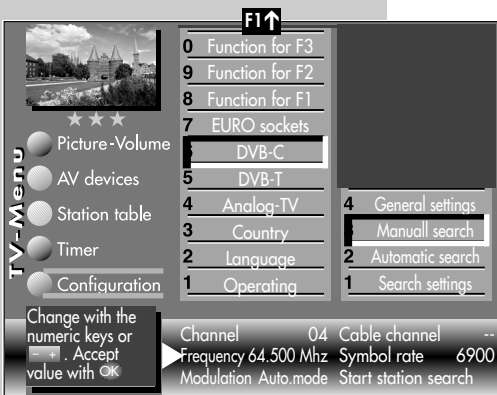 F1↑
0 Function for F3
9 Function for F2
8 Function for F1
7 EURO sockets
DVB-C
5 DVB-T
4 Analog-TV
3 Country
2 Language
1 Operating
TV-Menu
Picture-Volume
AV devices
Station table
Timer
Configuration
4 General settings
Manuall search
2 Automatic search
1 Search settings
Change with the
numeric keys or
- + . Accept
value with OK
Channel 04 Cable channel --
Frequency 64.500 Mhz Symbol rate 6900
Modulation Auto.mode Start station search